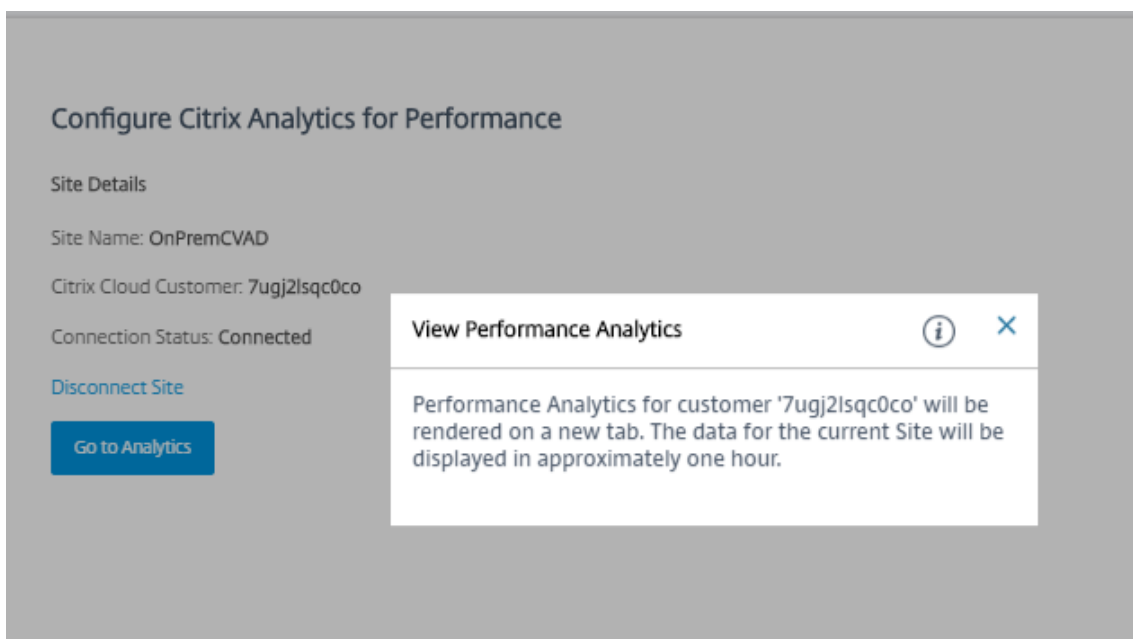 Configure Citrix Analytics for Performance
Site Details
Site Name: OnPremCVAD
Citrix Cloud Customer: 7ugj2lsqc0co
Connection Status: Connected
Disconnect Site
Go to Analytics
View Performance Analytics
Performance Analytics for customer '7ugj2lsqc0co' will be
rendered on a new tab. The data for the current Site will be
displayed in approximately one hour.